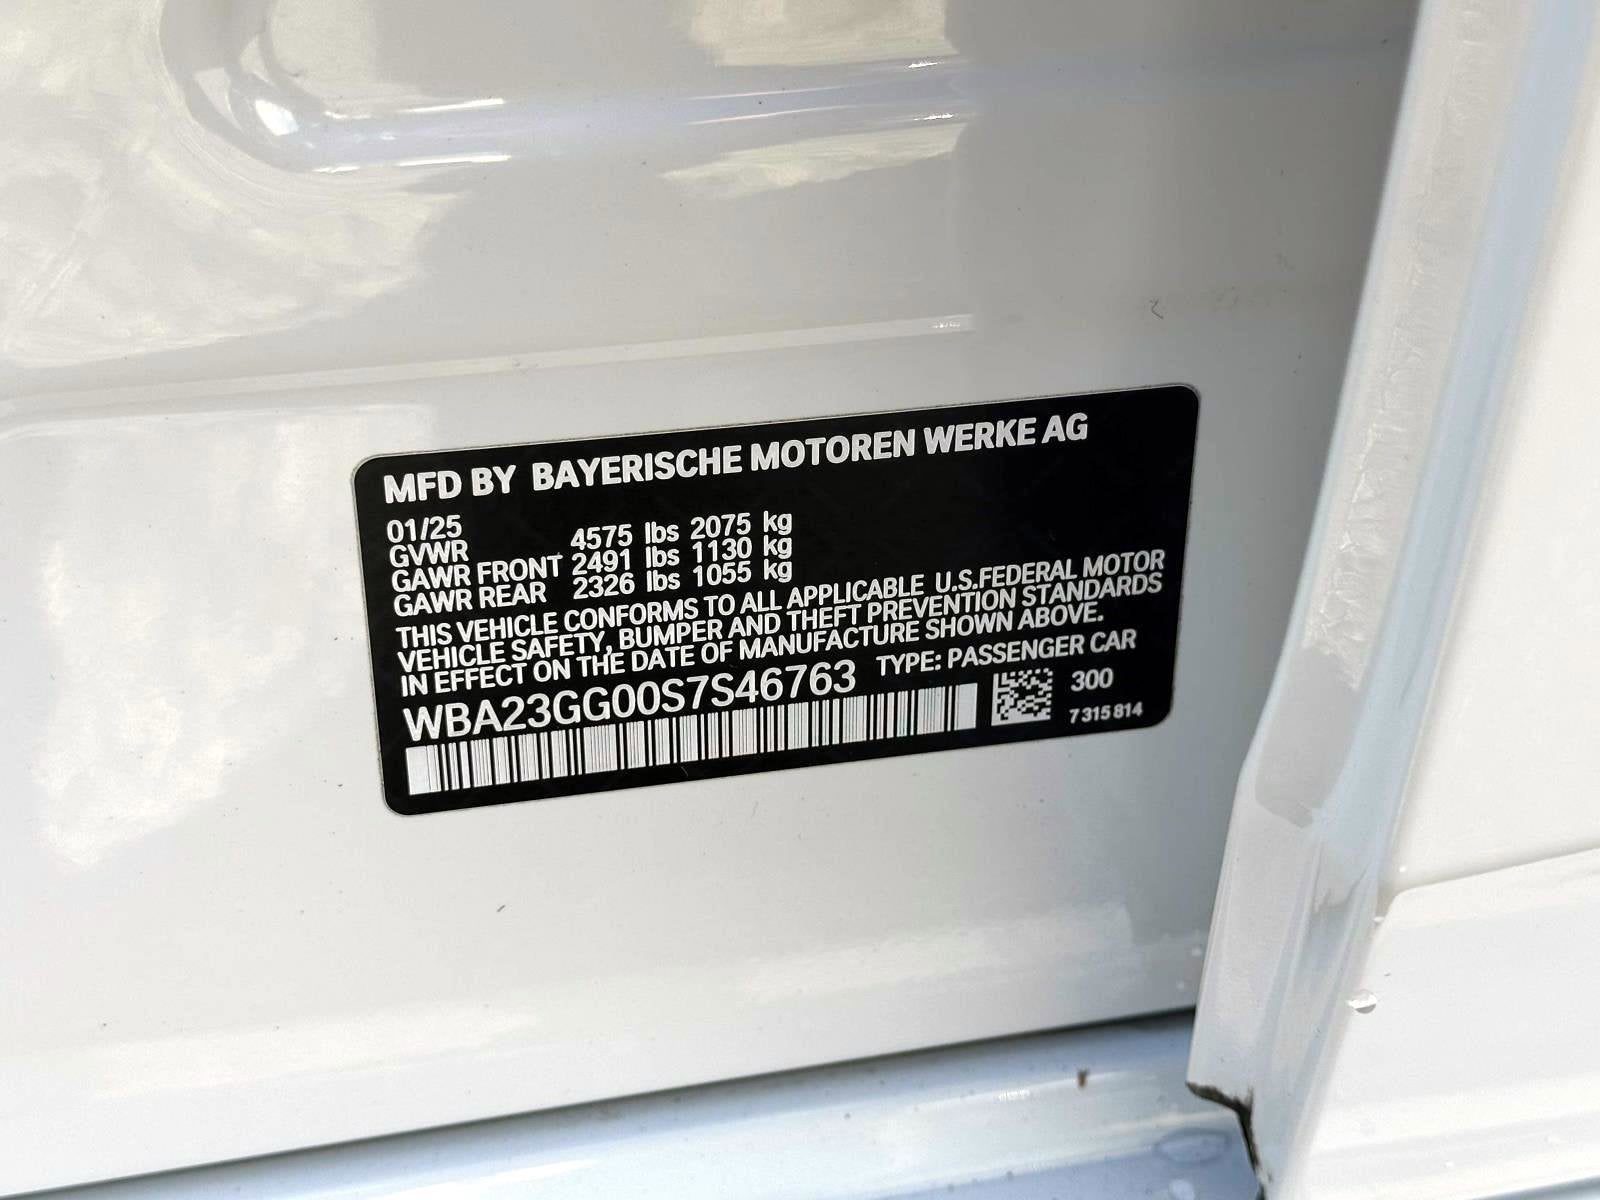 MFD BY BAYERISCHE MOTOREN WERKE AG
01/25
GVWR 4575 lbs 2075 kg
GAWR FRONT 2491 lbs 1130 kg
GAWR REAR 2326 lbs 1055 kg
THIS VEHICLE CONFORMS TO ALL APPLICABLE U.S.FEDERAL MOTOR
VEHICLE SAFETY, BUMPER AND THEFT PREVENTION STANDARDS
IN EFFECT ON THE DATE OF MANUFACTURE SHOWN ABOVE.
WBA23GG00S7S46763 TYPE: PASSENGER CAR
300
7 315 814